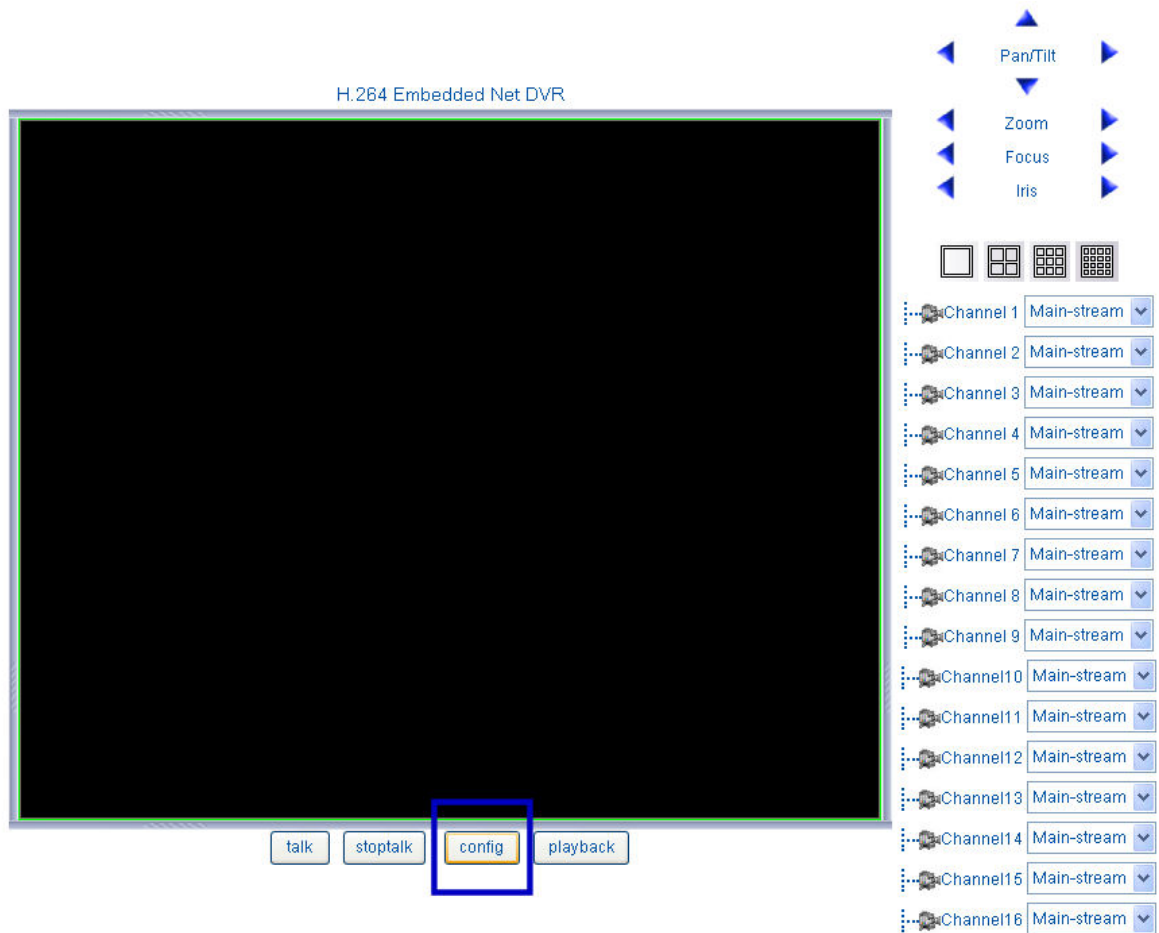 H.264 Embedded Net DVR
talk
stoptalk
config
playback
Pan/Tilt
Zoom
Focus
Iris
Channel 1 Main-stream
Channel 2 Main-stream
Channel 3 Main-stream
Channel 4 Main-stream
Channel 5 Main-stream
Channel 6 Main-stream
Channel 7 Main-stream
Channel 8 Main-stream
Channel 9 Main-stream
Channel10 Main-stream
Channel11 Main-stream
Channel12 Main-stream
Channel13 Main-stream
Channel14 Main-stream
Channel15 Main-stream
Channel16 Main-stream